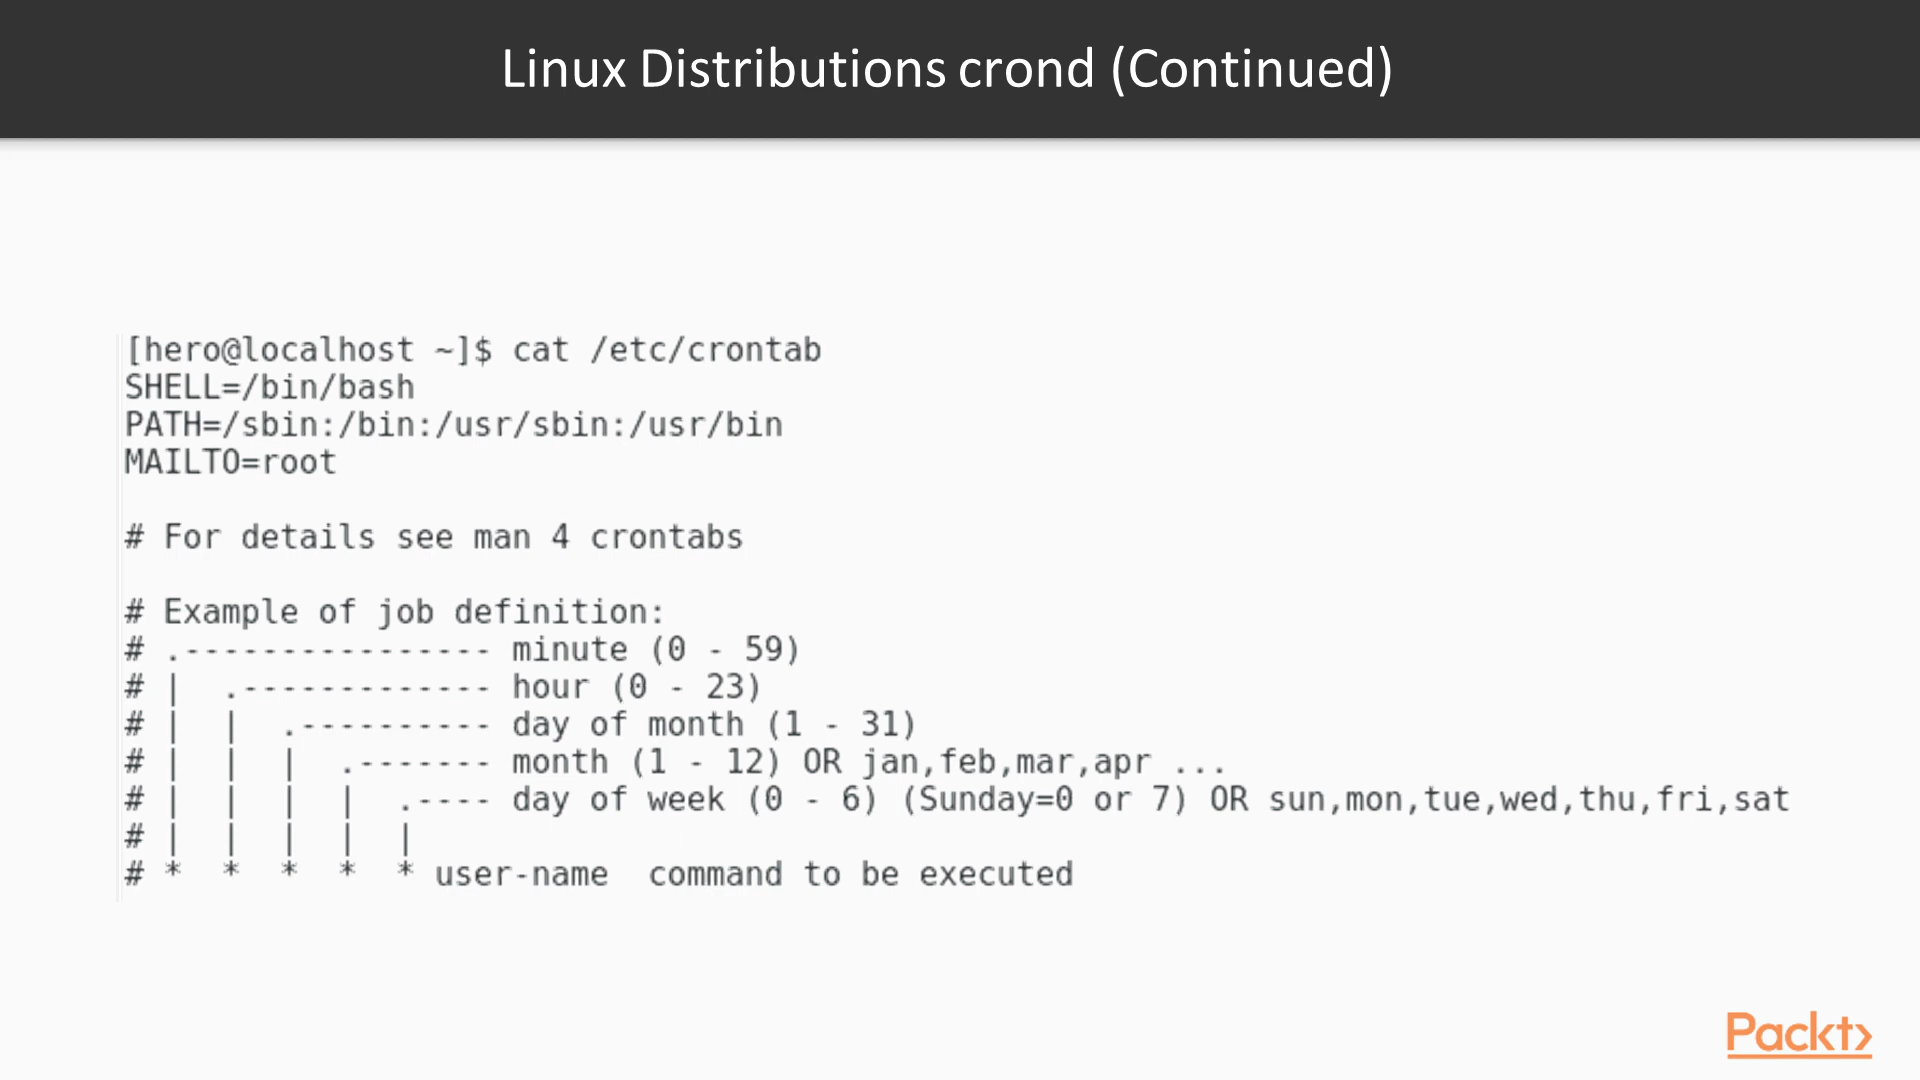 Linux Distributions crond (Continued)
[hero@localhost ~]$ cat /etc/crontab
SHELL=/bin/bash
PATH=/sbin:/bin:/usr/sbin:/usr/bin
MAILTO=root
# For details see man 4 crontabs
# Example of job definition:
# .---------------- minute (0 - 59)
# |  .------------- hour (0 - 23)
# |  |  .---------- day of month (1 - 31)
# |  |  |  .------- month (1 - 12) OR jan,feb,mar,apr ...
# |  |  |  |  .---- day of week (0 - 6) (Sunday=0 or 7) OR sun,mon,tue,wed,thu,fri,sat
# |  |  |  |  |
# *  *  *  *  * user-name  command to be executed
Packt>